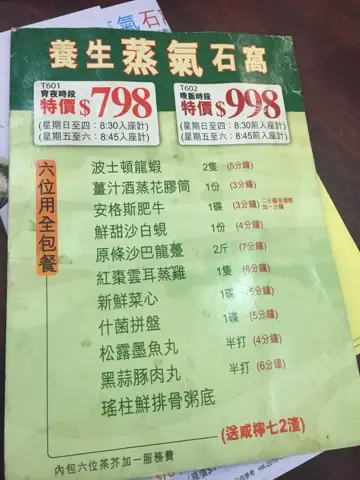 養生蒸氣石窩
T601
宵夜時段
特價$798
(星期日至四：8:30入座計)
(星期五至六：8:45入座計)
T602
晚飯時段
特價$998
(星期日至四：8:30前入座計)
(星期五至六：8:45前入座計)
六位用全包餐
波士頓龍蝦 2隻 (5分鐘)
薑汁酒蒸花膠筒 1份 (3分鐘)
安格斯肥牛 1碟 (3分鐘)
鮮甜沙白蜆 1份 (4分鐘)
原條沙巴龍躉 2斤 (7分鐘)
紅棗雲耳蒸雞 1隻 (8分鐘)
新鮮菜心 1碟 (5分鐘)
什菌拼盤 1碟 (5分鐘)
松露墨魚丸 半打 (4分鐘)
黑蒜豚肉丸 半打 (6分鐘)
瑤柱鮮排骨粥底
(送咸檸七2渣)
內包六位茶芥加一服務費